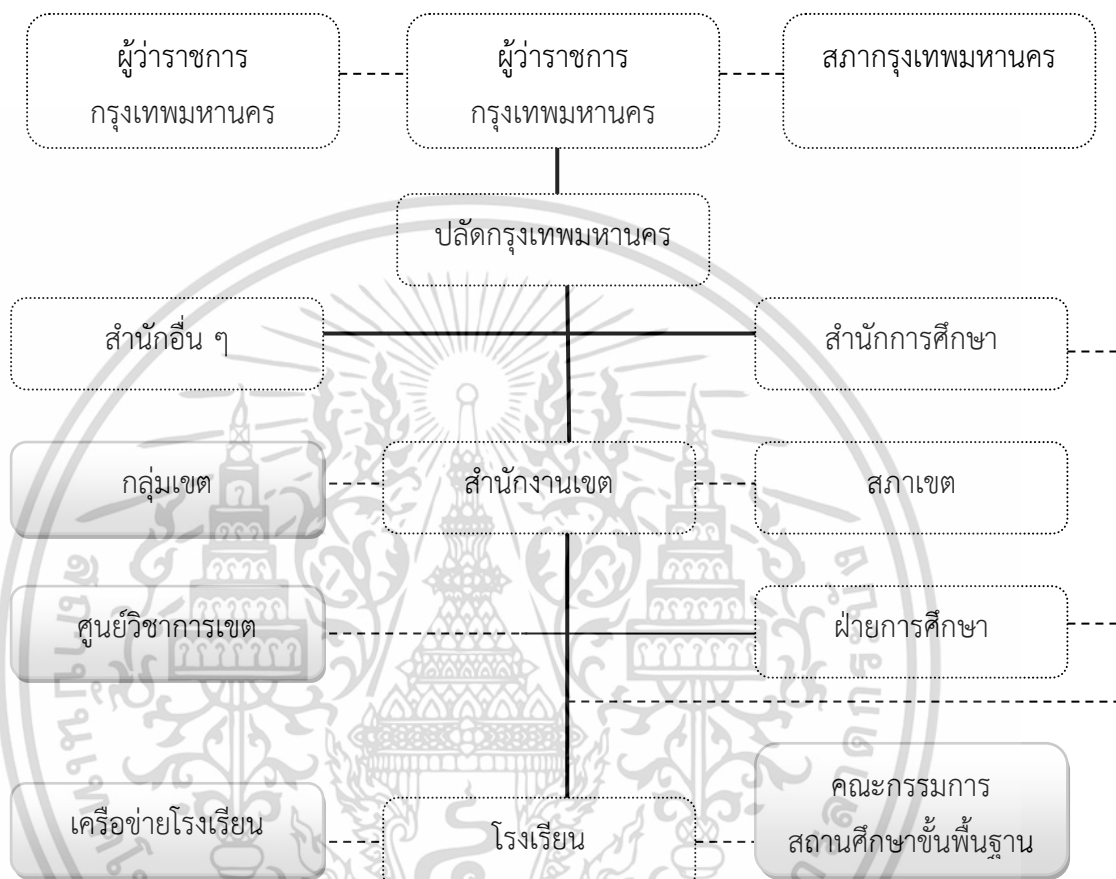 ผู้ว่าราชการ
กรุงเทพมหานคร
ผู้ว่าราชการ
กรุงเทพมหานคร
สภากรุงเทพมหานคร
ปลัดกรุงเทพมหานคร
สำนักอื่น ๆ
สำนักการศึกษา
กลุ่มเขต
สำนักงานเขต
สภาเขต
ศูนย์วิชาการเขต
ฝ่ายการศึกษา
เครือข่ายโรงเรียน
โรงเรียน
คณะกรรมการ
สถานศึกษาขั้นพื้นฐาน